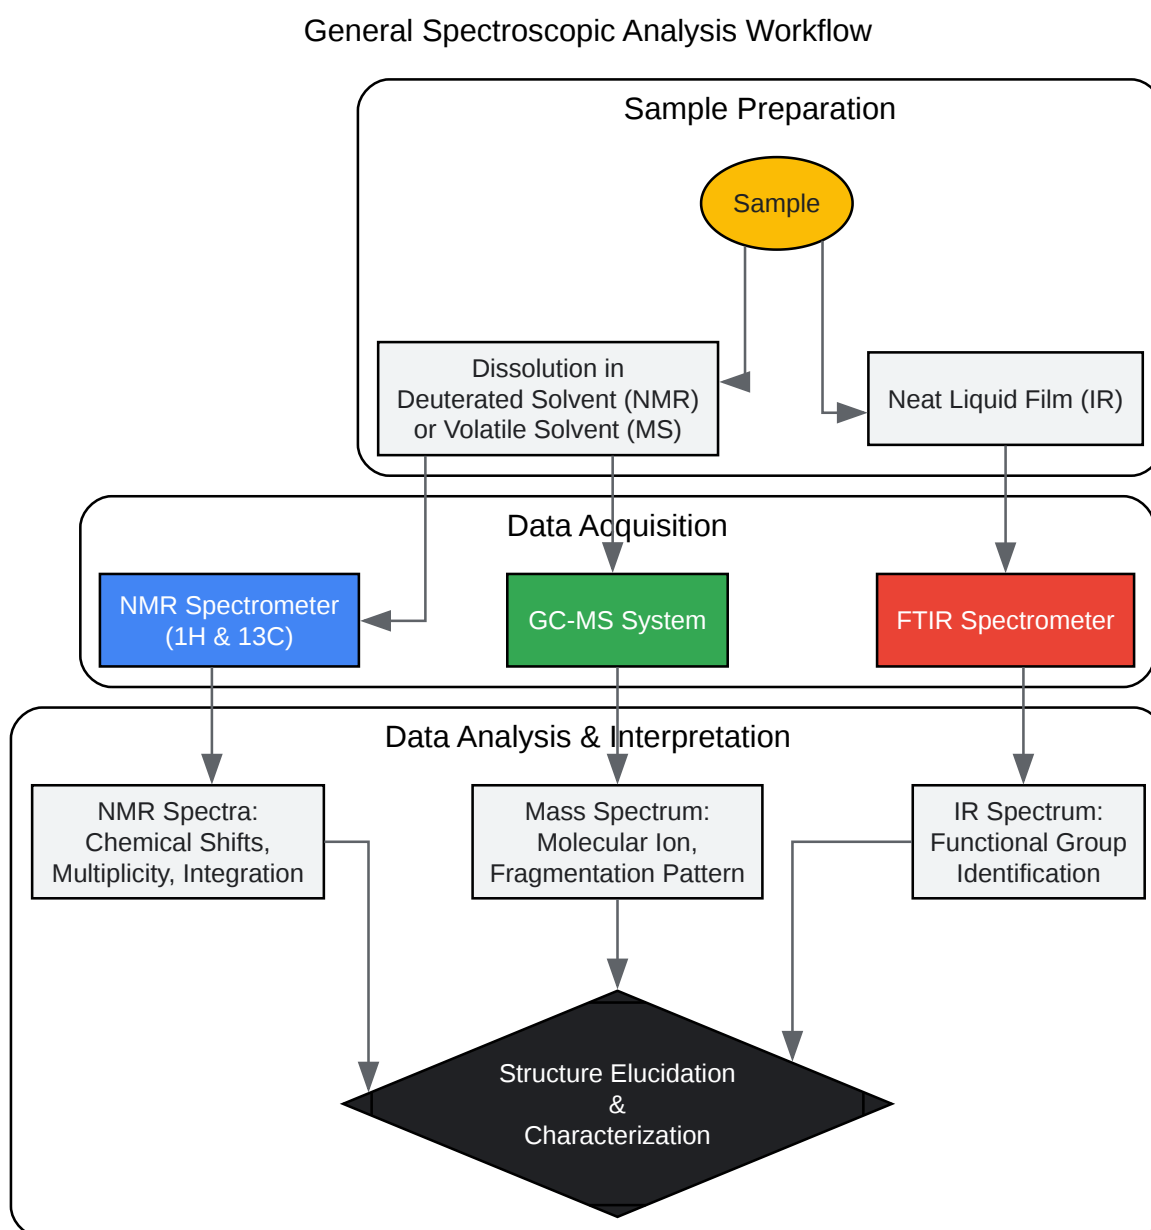 General Spectroscopic Analysis Workflow
Sample Preparation
Sample
Dissolution in
Deuterated Solvent (NMR)
or Volatile Solvent (MS)
Neat Liquid Film (IR)
Data Acquisition
NMR Spectrometer
(1H & 13C)
GC-MS System
FTIR Spectrometer
Data Analysis & Interpretation
NMR Spectra:
Chemical Shifts,
Multiplicity, Integration
Mass Spectrum:
Molecular Ion,
Fragmentation Pattern
IR Spectrum:
Functional Group
Identification
Structure Elucidation
&
Characterization